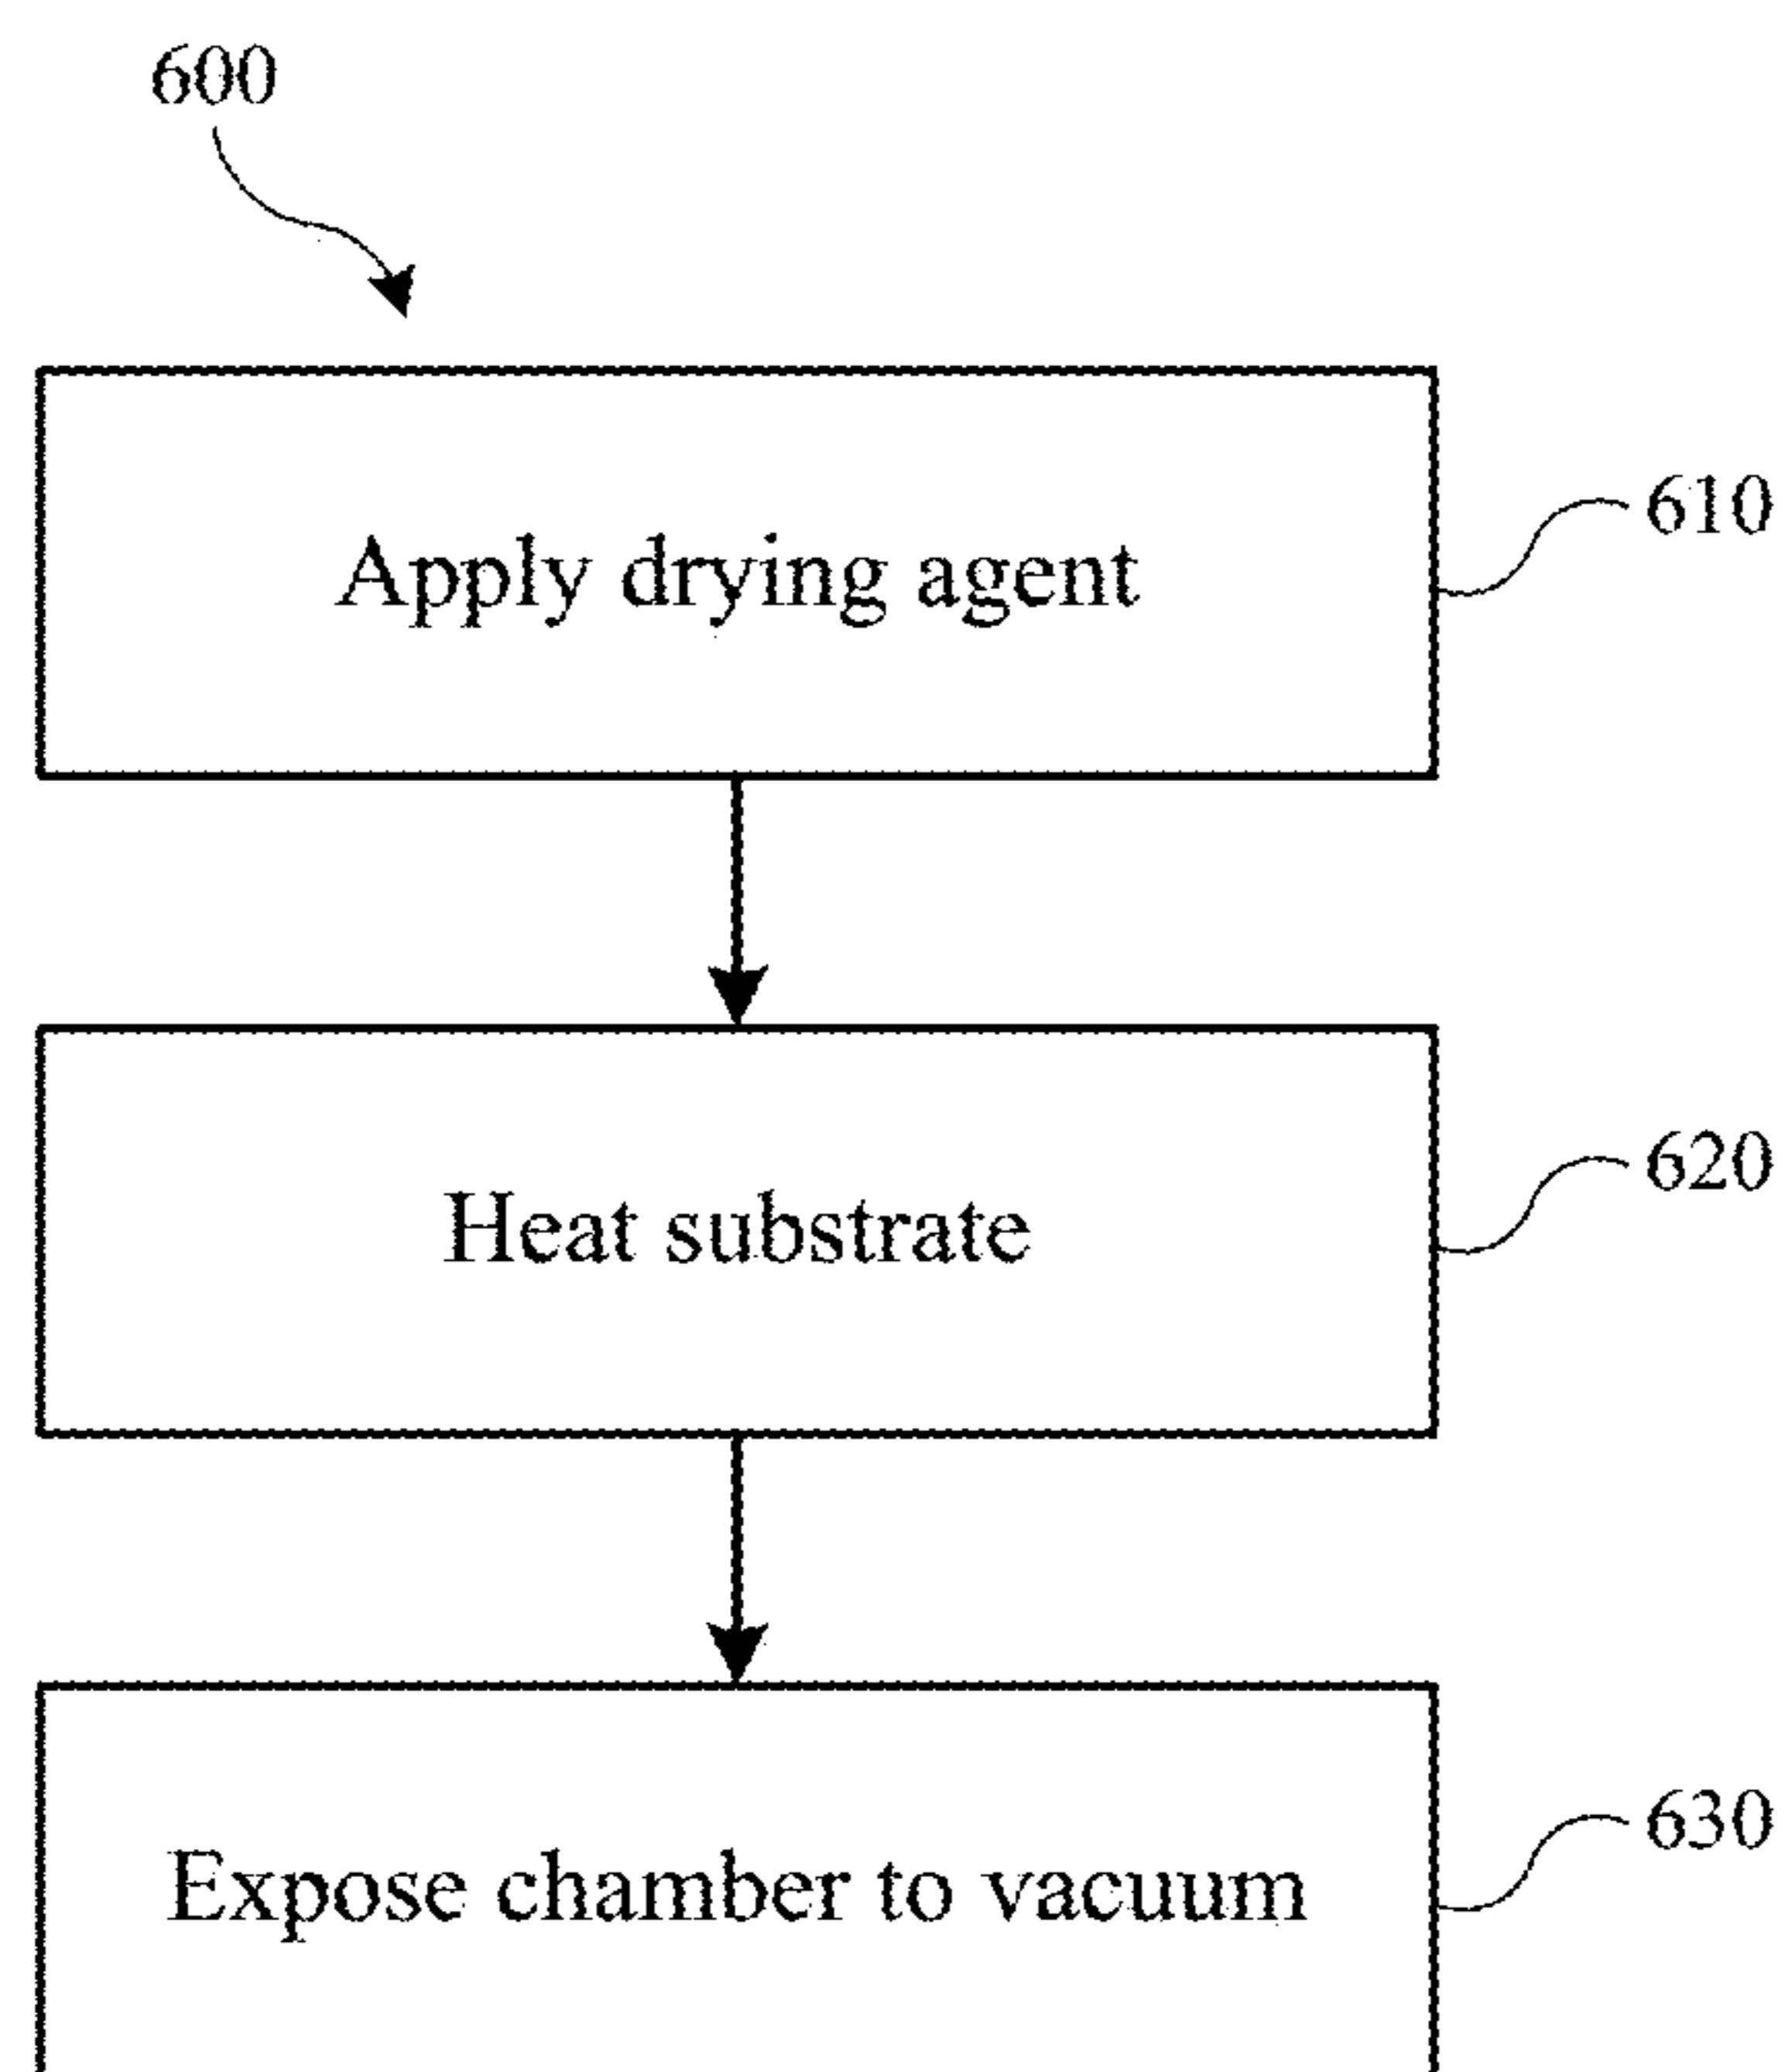 600
Apply drying agent
610
Heat substrate
620
Expose chamber to vacuum
630